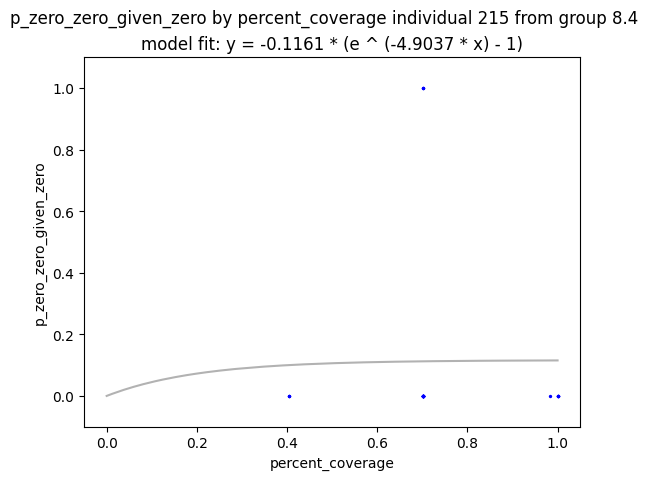 p_zero_zero_given_zero by percent_coverage individual 215 from group 8.4
model fit: y = -0.1161 * (e ^ (-4.9037 * x) - 1)
1.0
0.8
0.6
0.4
0.2
0.0
p_zero_zero_given_zero
0.0 0.2 0.4 0.6 0.8 1.0
percent_coverage